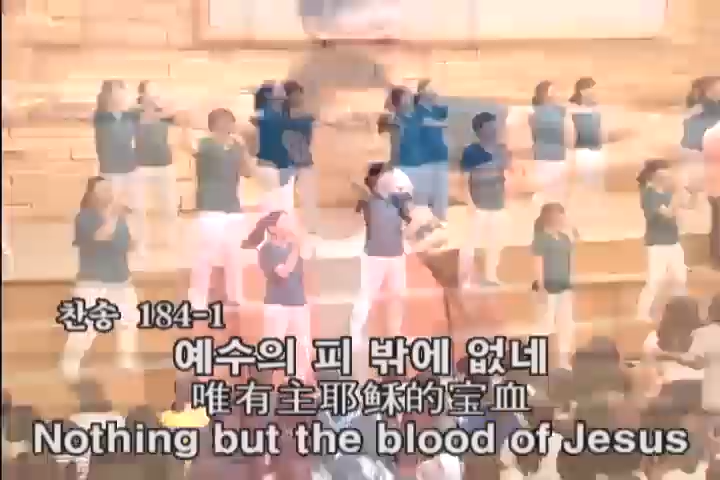 찬송 184-1
예수의 피 밖에 없네
唯有主耶稣的宝血
Nothing but the blood of Jesus